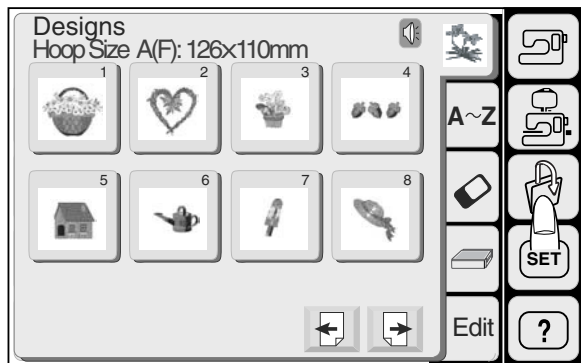 Designs
Hoop Size A(F): 126×110mm
1 2 3 4
A~Z
5 6 7 8
SET
Edit
?